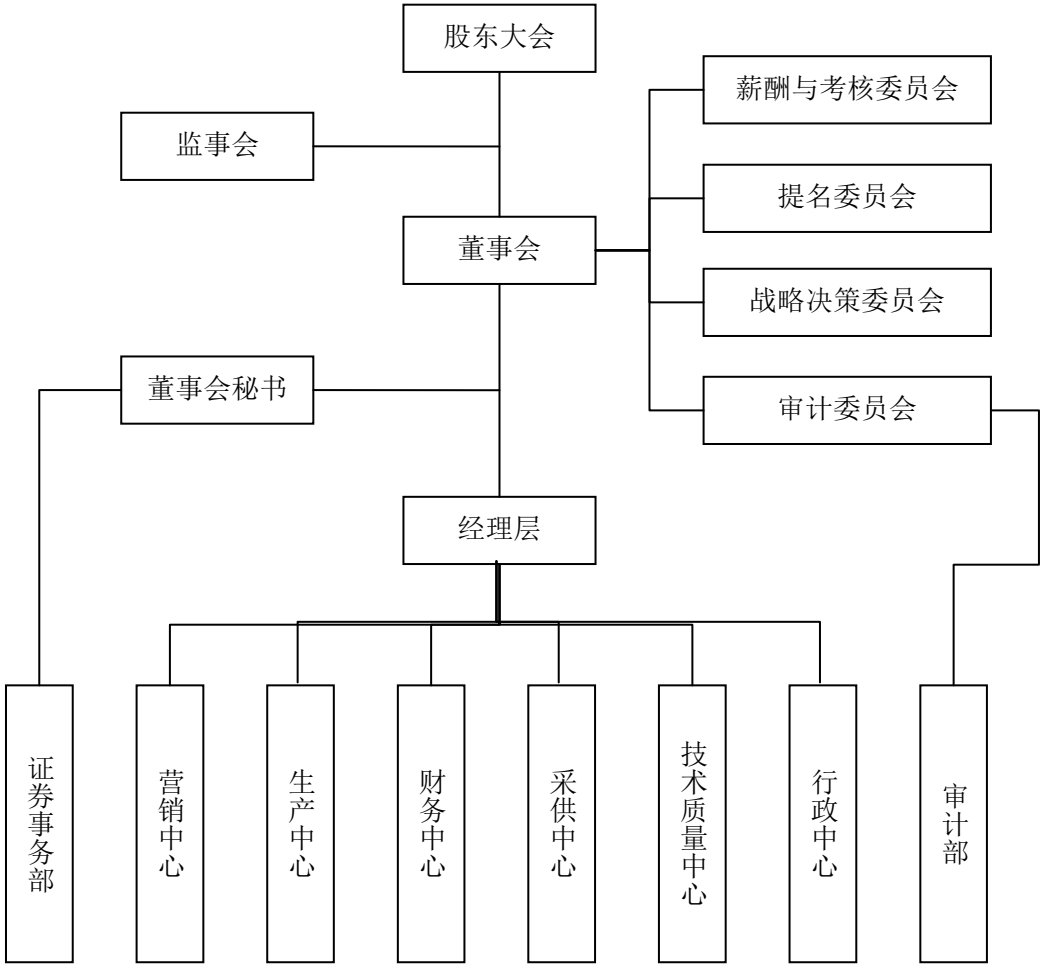 股东大会
薪酬与考核委员会
监事会
提名委员会
董事会
战略决策委员会
董事会秘书
审计委员会
经理层
证券事务部
营销中心
生产中心
财务中心
采供中心
技术质量中心
行政中心
审计部